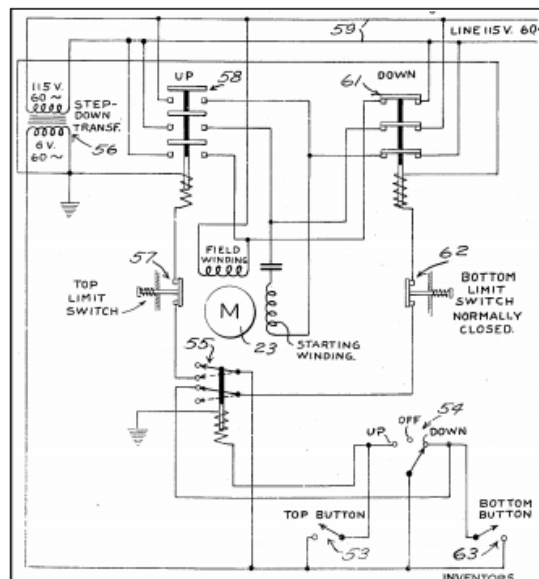 59
LINE 115 V. 60~
UP
58
DOWN
61
115 V.
60 ~
STEP-
DOWN
TRANSF.
56
6 V.
60 ~
57
FIELD
WINDING
62
TOP
LIMIT
SWITCH
M
BOTTOM
LIMIT
SWITCH
NORMALLY
CLOSED.
55
23
STARTING
WINDING.
UP
OFF
54
DOWN
TOP BUTTON
53
BOTTOM
BUTTON
63
INVENTORS